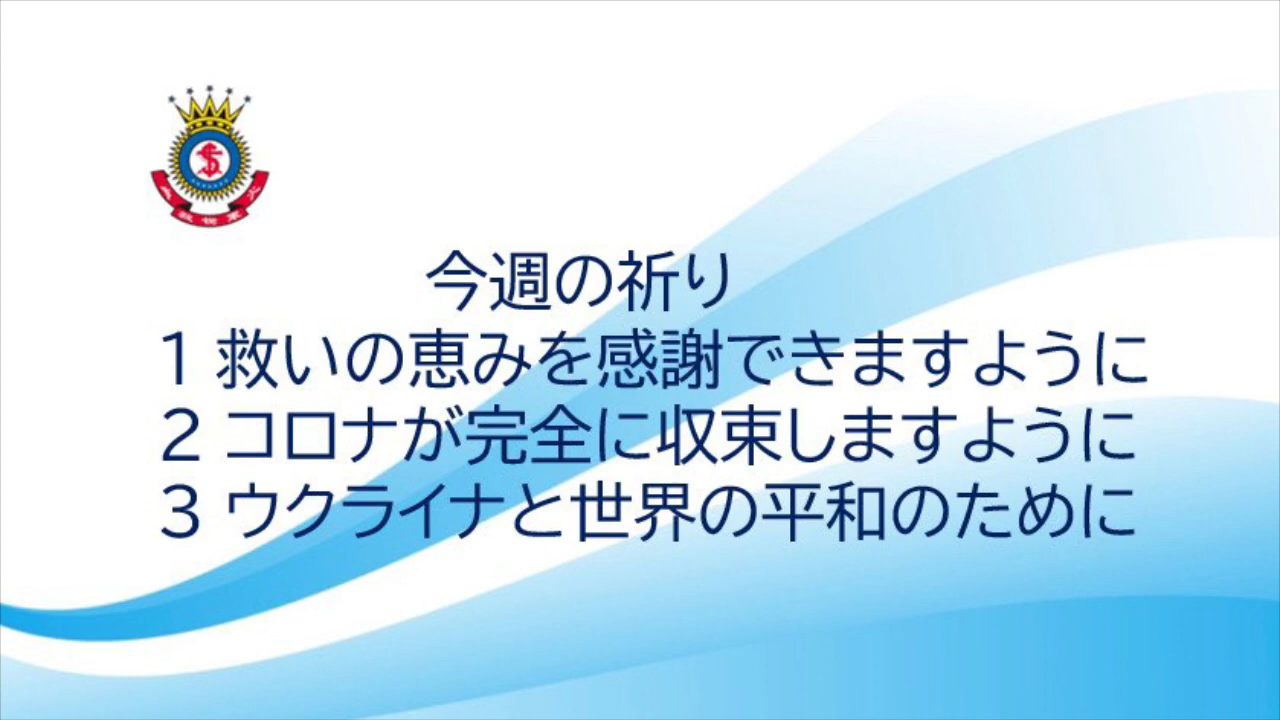 今週の祈り
1 救いの恵みを感謝できますように
2 コロナが完全に収束しますように
3 ウクライナと世界の平和のために